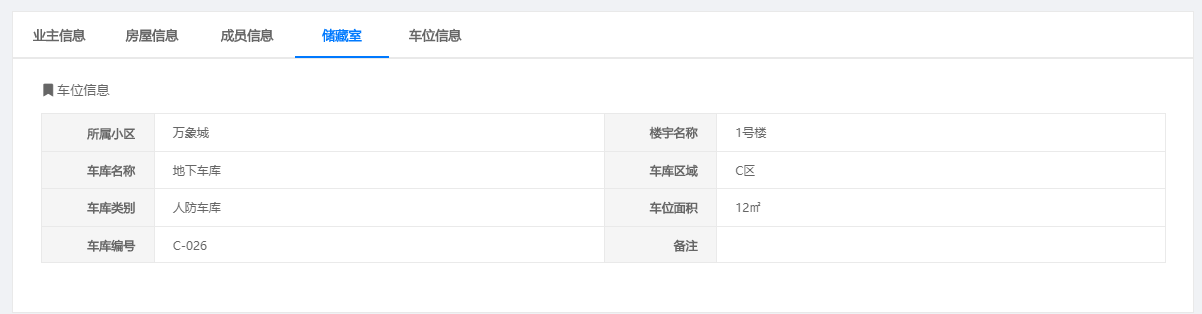 业主信息 房屋信息 成员信息 储藏室 车位信息
车位信息
所属小区 万象城 楼宇名称 1号楼
车库名称 地下车库 车库区域 C区
车库类别 人防车库 车位面积 12㎡
车库编号 C-026 备注